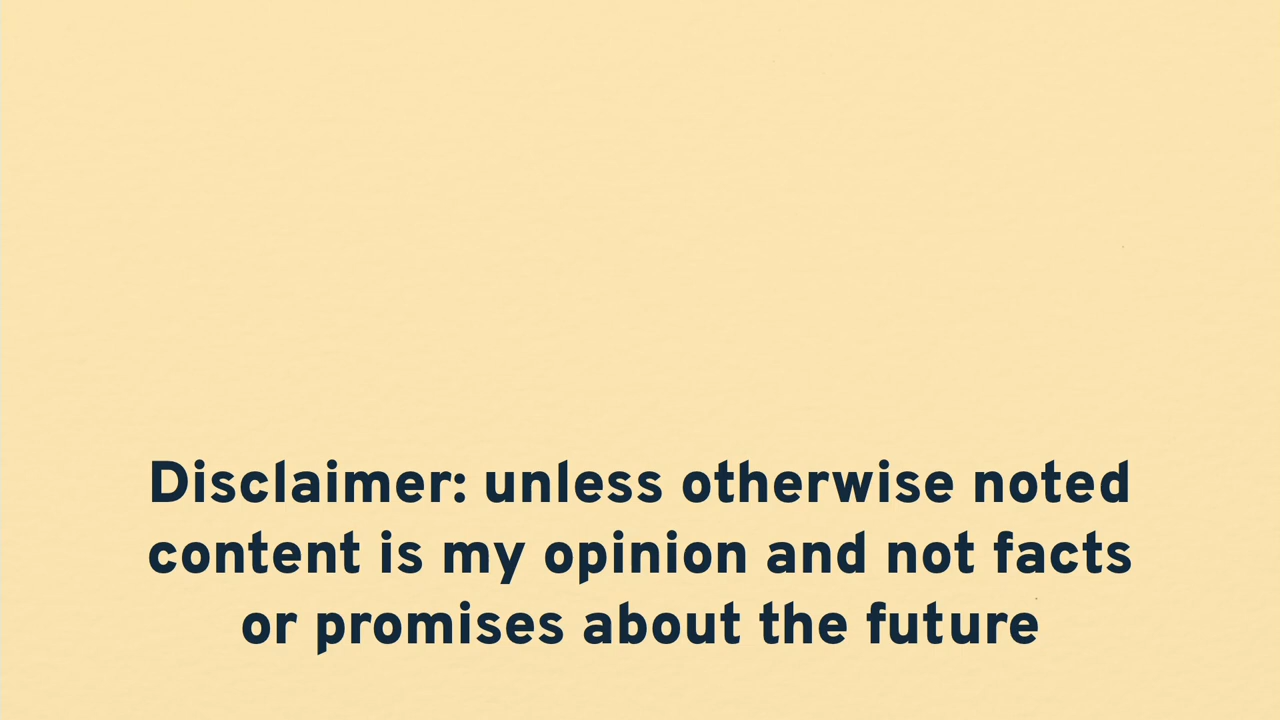 Disclaimer: unless otherwise noted
content is my opinion and not facts
or promises about the future